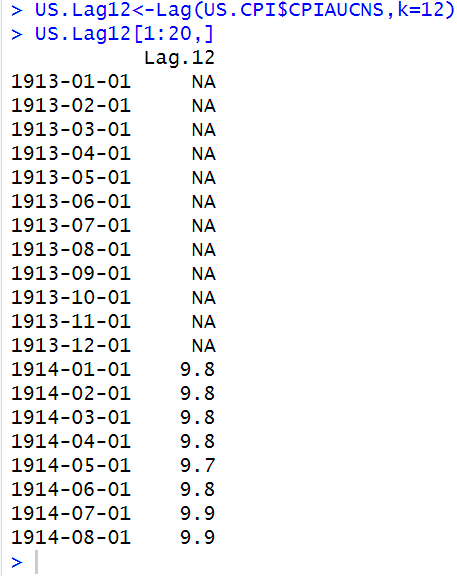 > US.Lag12<-Lag(US.CPI$CPIAUCNS,k=12)
> US.Lag12[1:20,]
           Lag.12
1913-01-01     NA
1913-02-01     NA
1913-03-01     NA
1913-04-01     NA
1913-05-01     NA
1913-06-01     NA
1913-07-01     NA
1913-08-01     NA
1913-09-01     NA
1913-10-01     NA
1913-11-01     NA
1913-12-01     NA
1914-01-01    9.8
1914-02-01    9.8
1914-03-01    9.8
1914-04-01    9.8
1914-05-01    9.7
1914-06-01    9.8
1914-07-01    9.9
1914-08-01    9.9
>